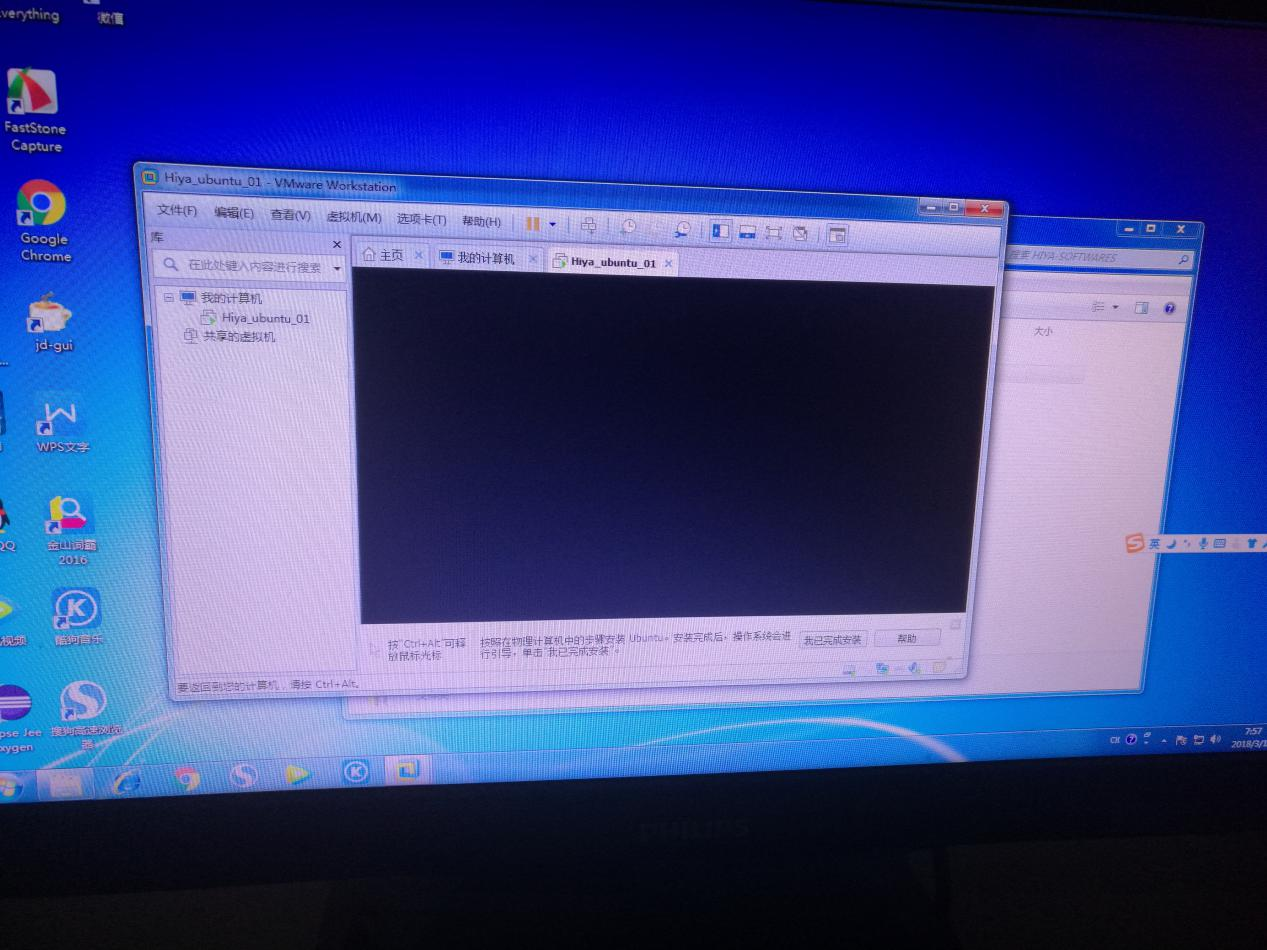 微信
FastStone
Capture
Google
Chrome
jd-gui
WPS文字
QQ
金山词霸
2016
视频
酷狗音乐
搜狗高速浏览
器
Hiya_ubuntu_01 - VMware Workstation
文件(F) 编辑(E) 查看(V) 虚拟机(M) 选项卡(T) 帮助(H)
库
在此处键入内容进行搜索
我的计算机
Hiya_ubuntu_01
共享的虚拟机
主页 我的计算机 Hiya_ubuntu_01
按"Ctrl+Alt"可释
放鼠标光标
按照在物理计算机中的步骤安装 Ubuntu。安装完成后，操作系统会进
行引导，单击"我已完成安装"。
我已完成安装 帮助
要返回到您的计算机，请按 Ctrl+Alt。
HIYA-SOFTWARES
大小
英
CH
7:57
PHILIPS